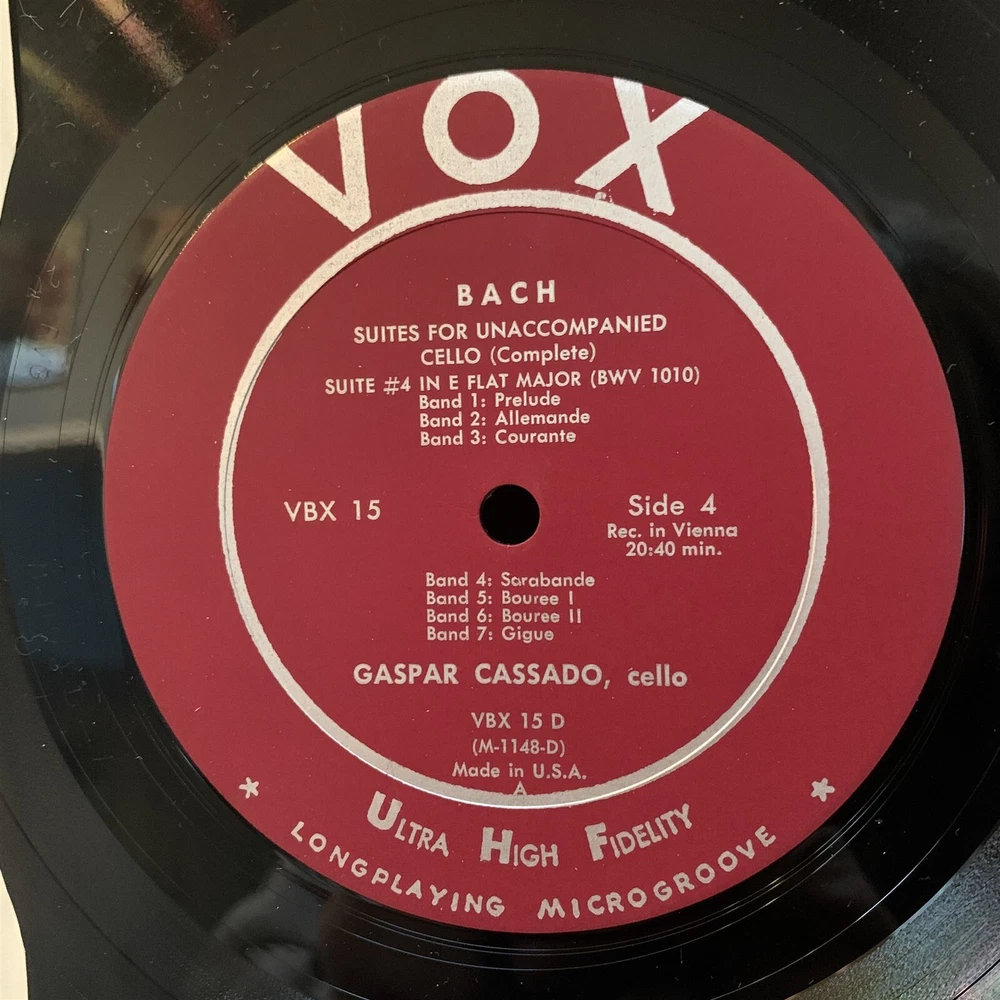 VOX
BACH
SUITES FOR UNACCOMPANIED
CELLO (Complete)
SUITE #4 IN E FLAT MAJOR (BWV 1010)
Band 1: Prelude
Band 2: Allemande
Band 3: Courante
VBX 15
Side 4
Rec. in Vienna
20:40 min.
Band 4: Sarabande
Band 5: Bouree I
Band 6: Bouree II
Band 7: Gigue
GASPAR CASSADO, cello
VBX 15 D
(M-1148-D)
Made in U.S.A.
A
ULTRA HIGH FIDELITY
LONGPLAYING MICROGROOVE